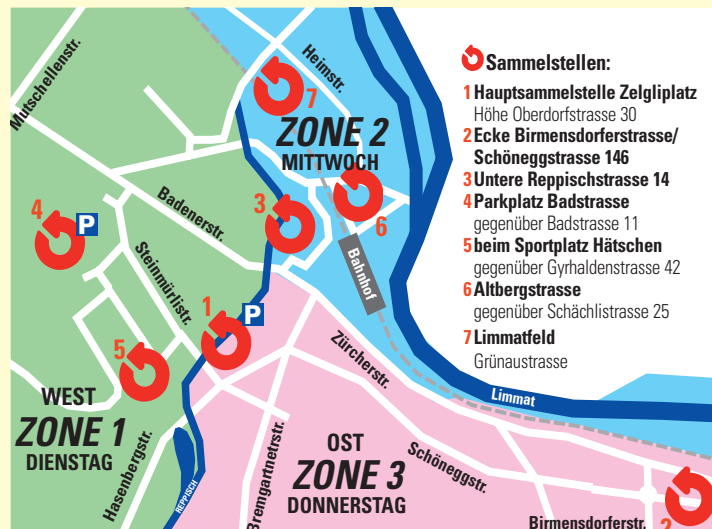 Sammelstellen:
1 Hauptsammelstelle Zelgliplatz
Höhe Oberdorfstrasse 30
2 Ecke Birmensdorferstrasse/
Schöneggstrasse 146
3 Untere Reppischstrasse 14
4 Parkplatz Badstrasse
gegenüber Badstrasse 11
5 beim Sportplatz Hätschen
gegenüber Gyrhaldenstrasse 42
6 Altbergstrasse
gegenüber Schächlistrasse 25
7 Limmatfeld
Grünaustrasse
Mutschellenstr.
Heimstr.
7
ZONE 2
MITTWOCH
Badenerstr.
3
6
4
P
Steinmürlistr.
Bahnhof
1
P
5
Zürcherstr.
Limmat
WEST
ZONE 1
DIENSTAG
Hasenbergstr.
REPPISCH
Bremgartnerstr.
OST
ZONE 3
DONNERSTAG
Schöneggstr.
Birmensdorferstr.
2